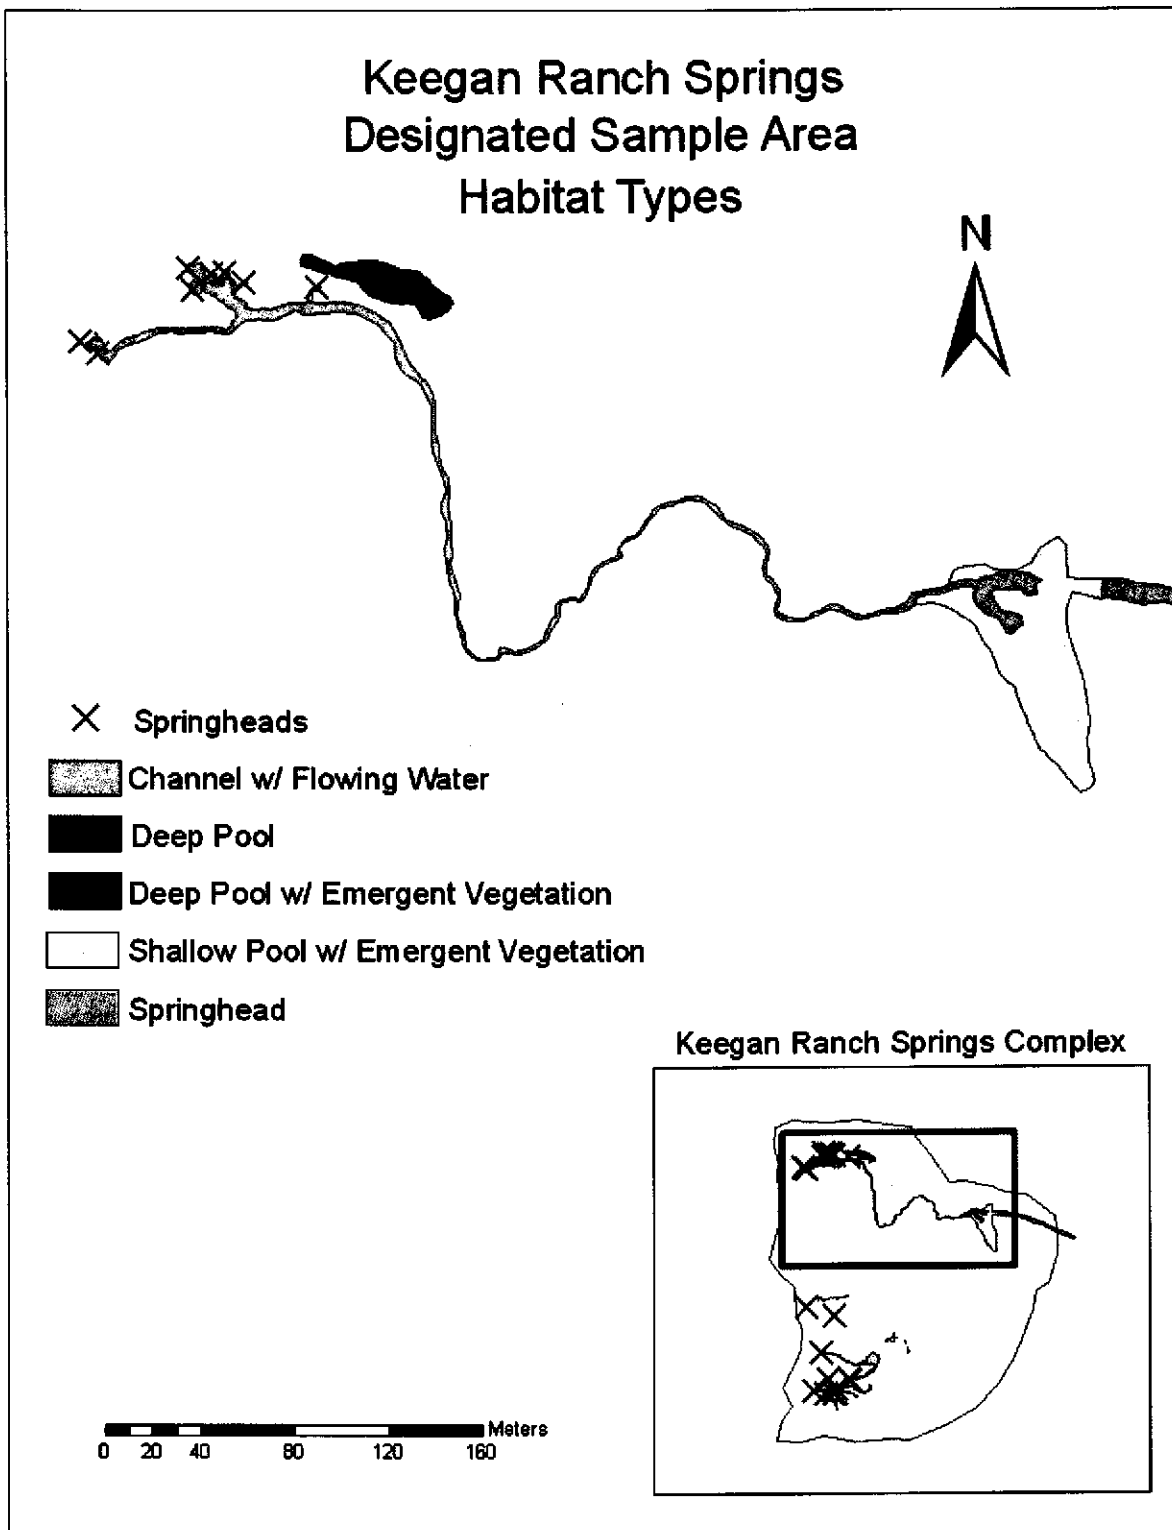 Keegan Ranch Springs
Designated Sample Area
Habitat Types
N
Springheads
Channel w/ Flowing Water
Deep Pool
Deep Pool w/ Emergent Vegetation
Shallow Pool w/ Emergent Vegetation
Springhead
Keegan Ranch Springs Complex
Meters
0 20 40 80 120 160